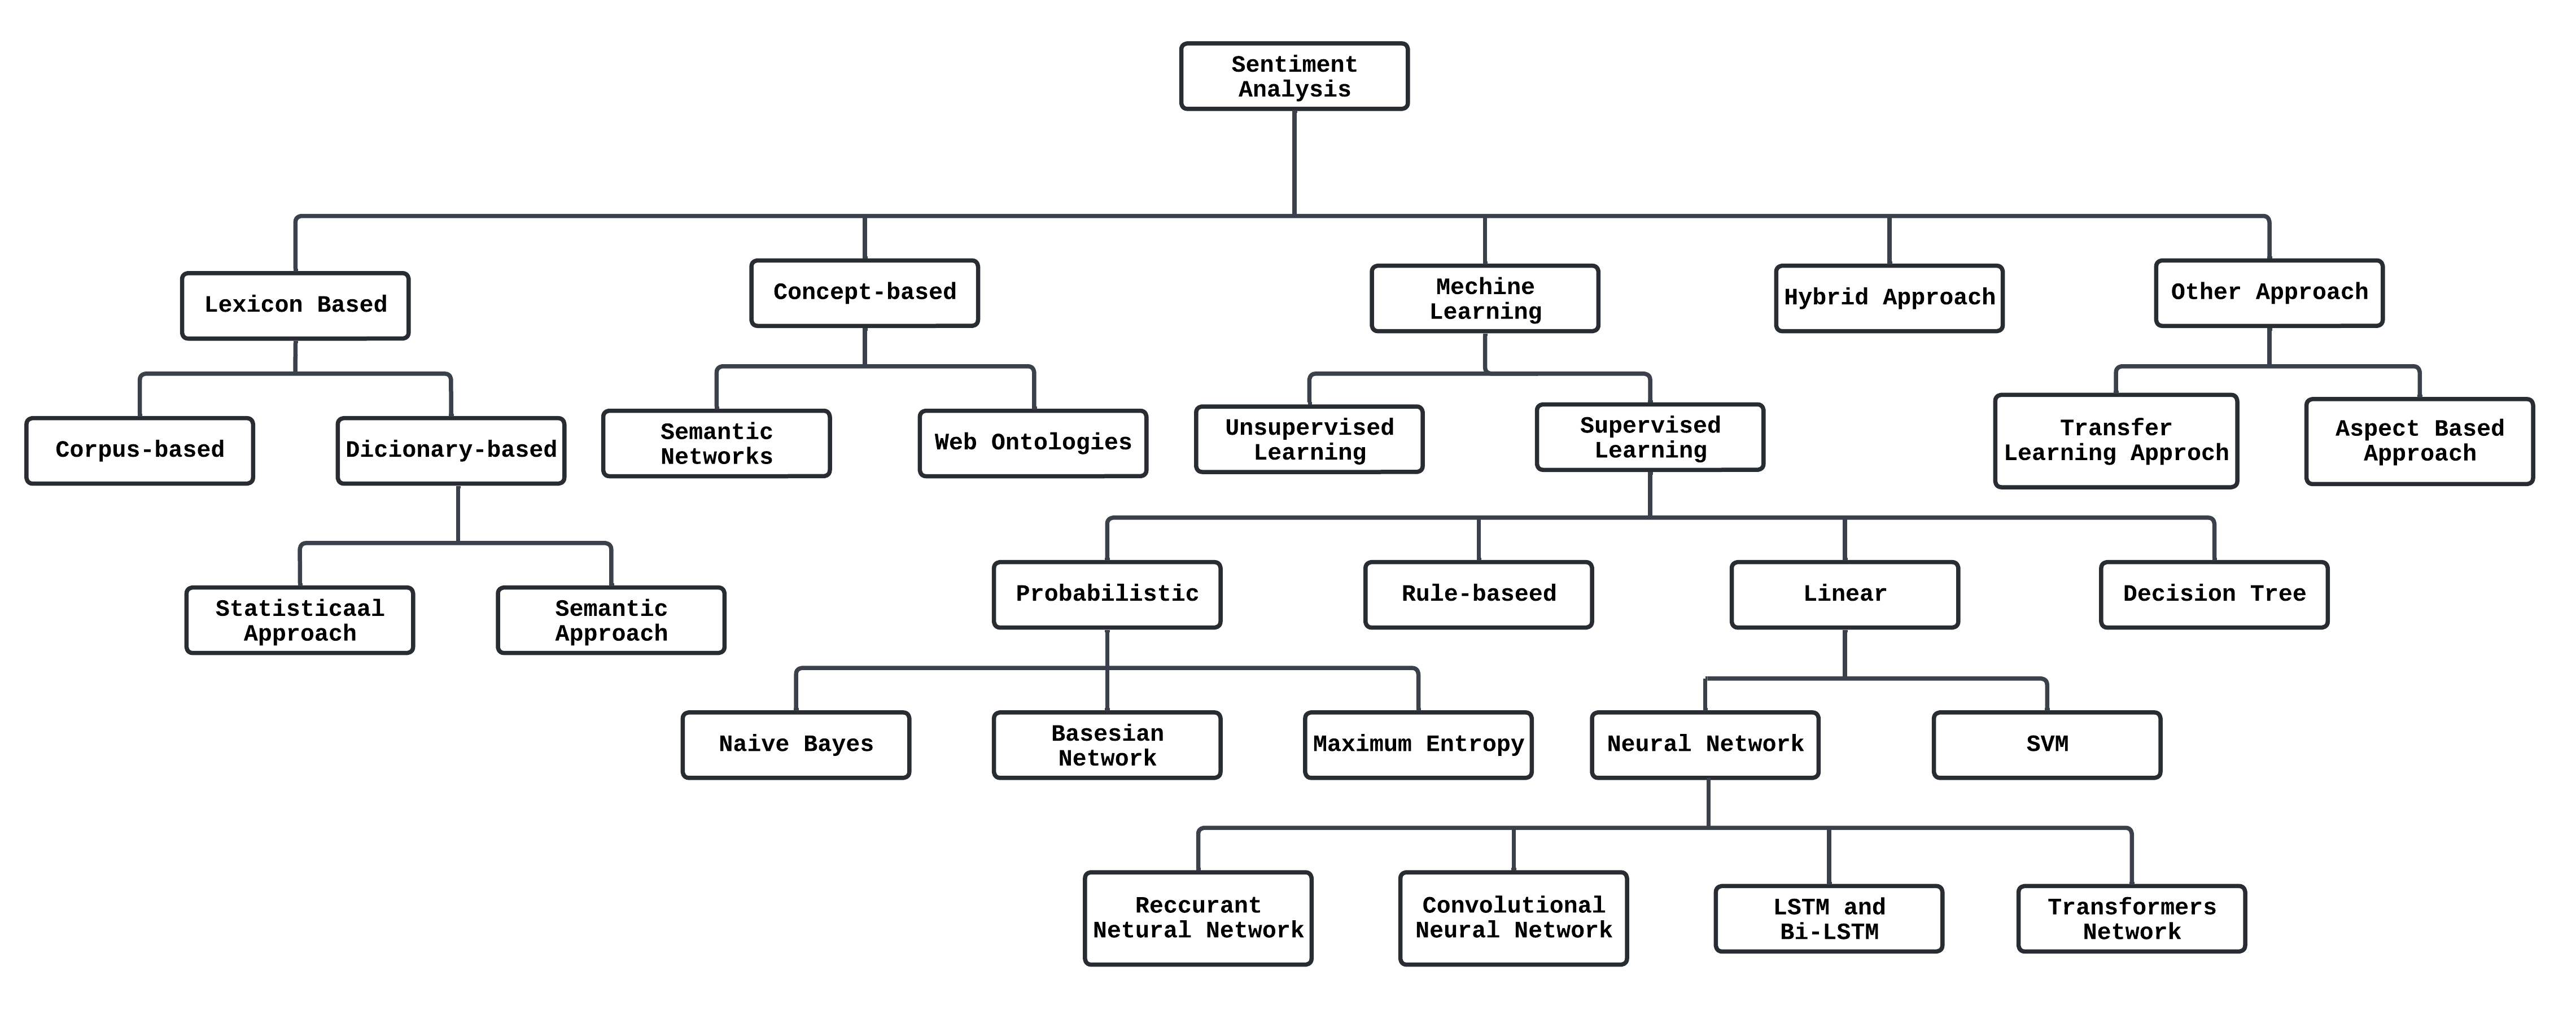 Sentiment
Analysis
Lexicon Based
Concept-based
Mechine
Learning
Hybrid Approach
Other Approach
Corpus-based
Dicionary-based
Semantic
Networks
Web Ontologies
Unsupervised
Learning
Supervised
Learning
Transfer
Learning Approch
Aspect Based
Approach
Statisticaal
Approach
Semantic
Approach
Probabilistic
Rule-baseed
Linear
Decision Tree
Naive Bayes
Basesian
Network
Maximum Entropy
Neural Network
SVM
Reccurant
Netural Network
Convolutional
Neural Network
LSTM and
Bi-LSTM
Transformers
Network